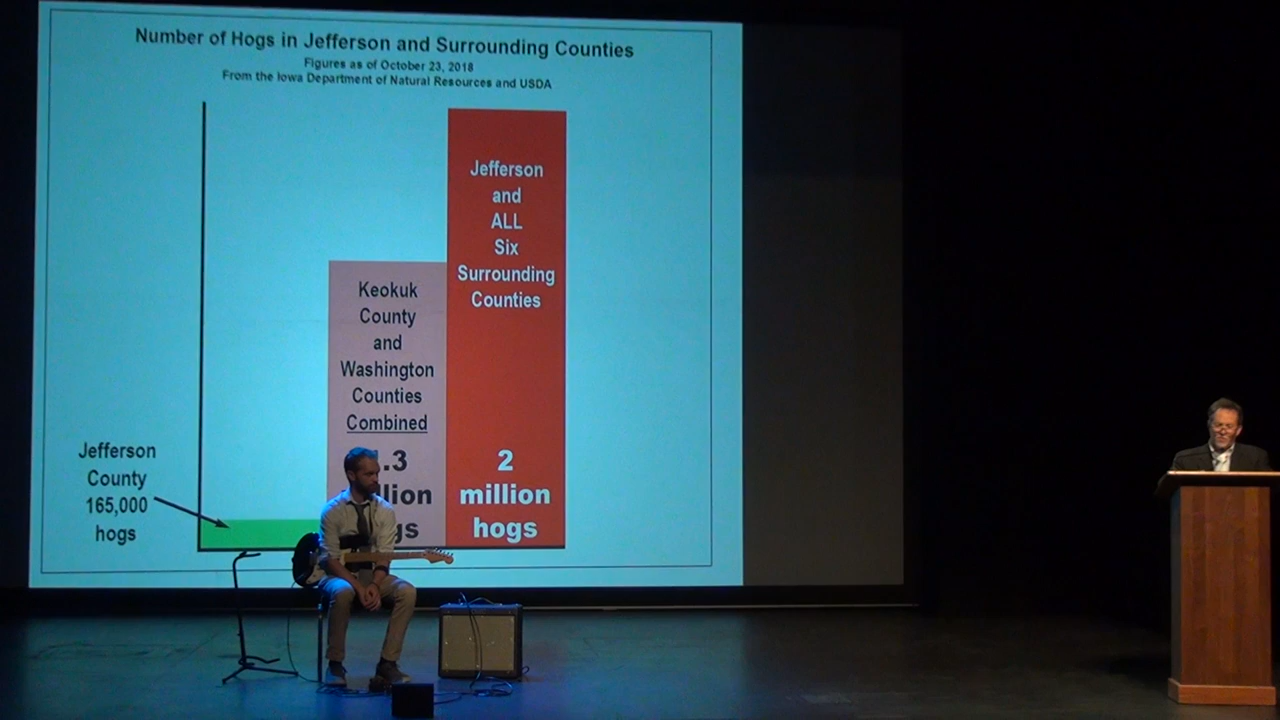 Number of Hogs in Jefferson and Surrounding Counties
Figures as of October 23, 2018
From the Iowa Department of Natural Resources and USDA
Jefferson
County
165,000
hogs
Keokuk
County
and
Washington
Counties
Combined
.3
Jefferson
and
ALL
Six
Surrounding
Counties
2
million
hogs